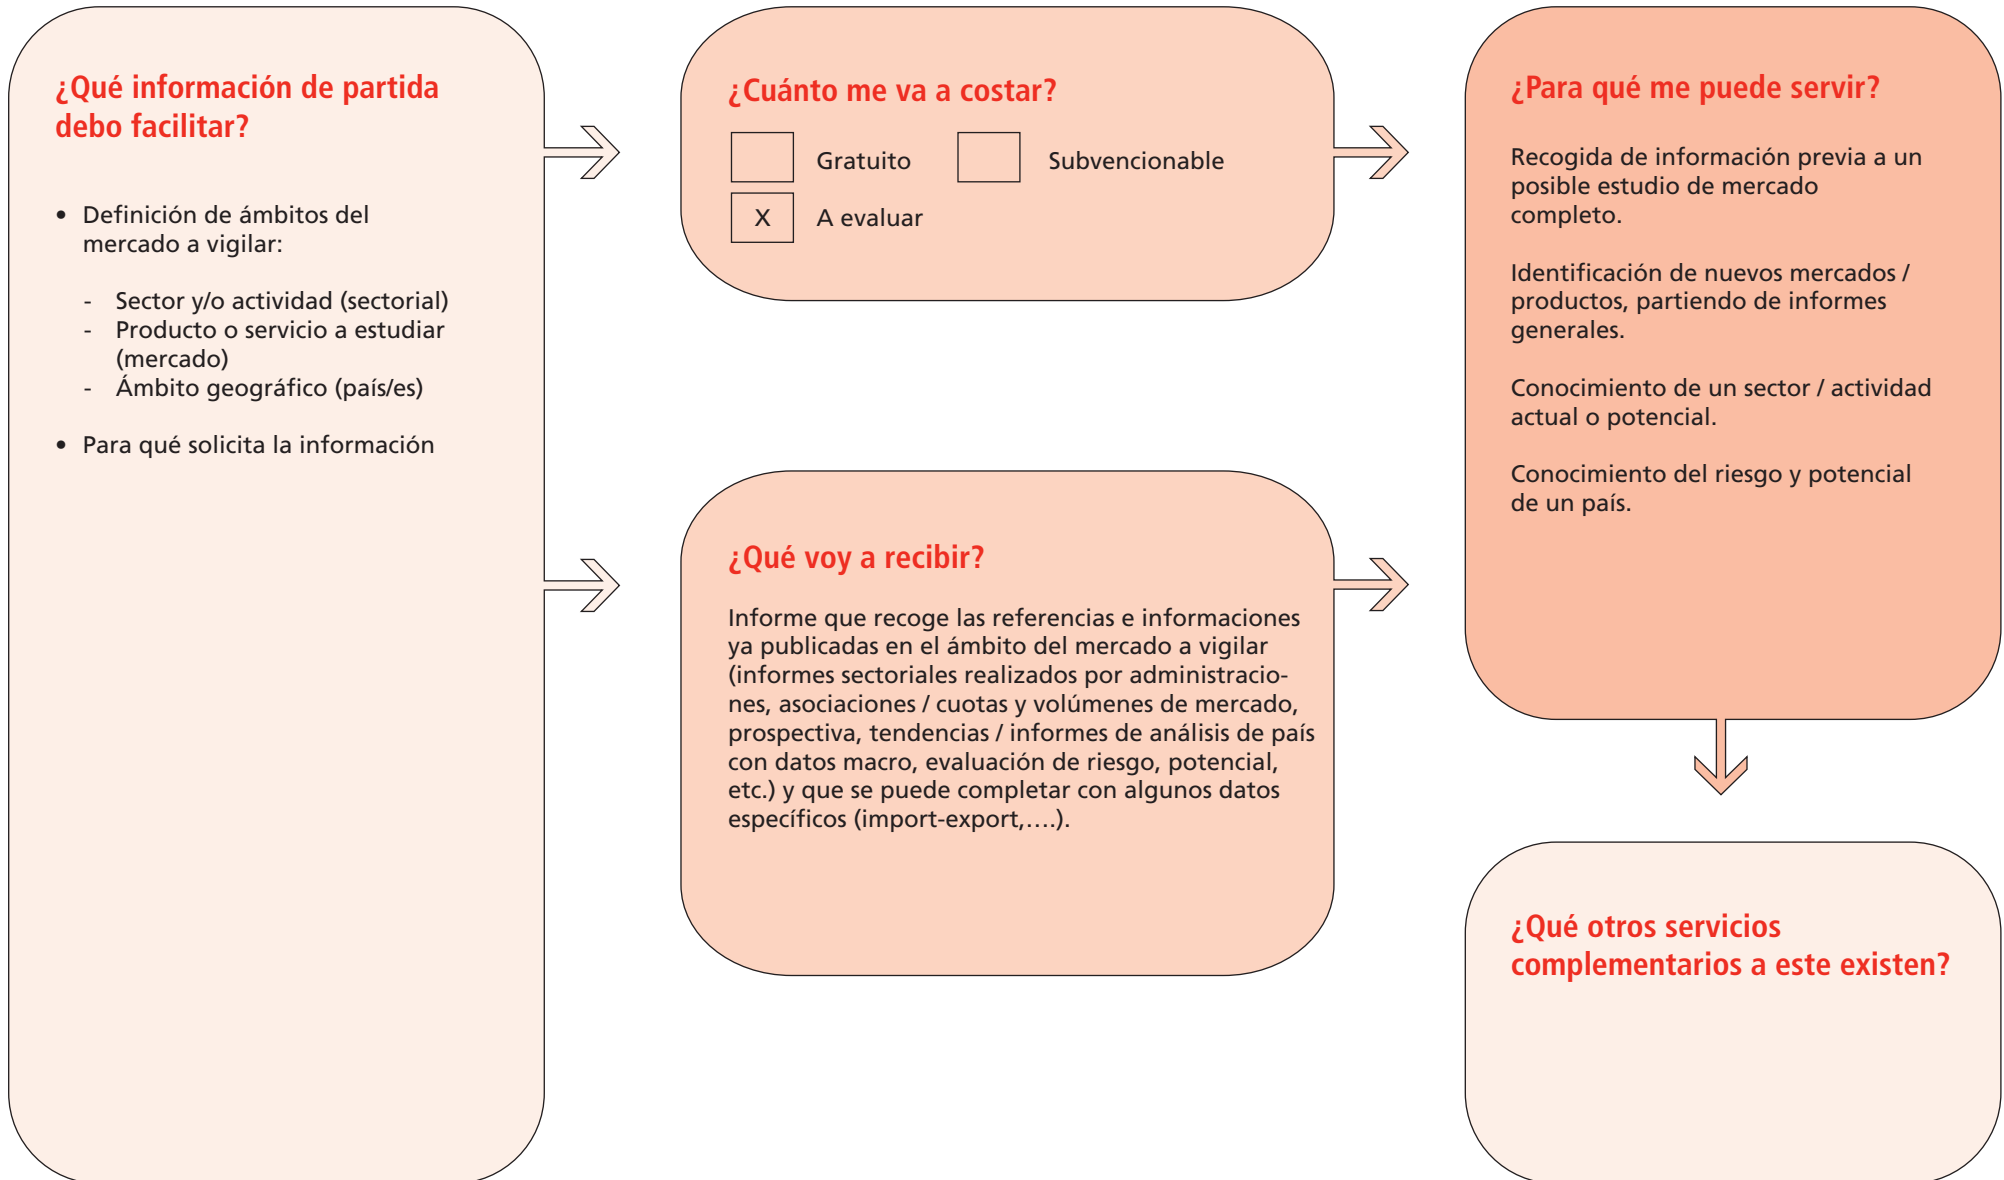 ¿Qué información de partida
debo facilitar?
• Definición de ámbitos del
mercado a vigilar:
- Sector y/o actividad (sectorial)
- Producto o servicio a estudiar
(mercado)
- Ámbito geográfico (país/es)
• Para qué solicita la información
¿Cuánto me va a costar?
Gratuito Subvencionable
X A evaluar
¿Qué voy a recibir?
Informe que recoge las referencias e informaciones
ya publicadas en el ámbito del mercado a vigilar
(informes sectoriales realizados por administracio-
nes, asociaciones / cuotas y volúmenes de mercado,
prospectiva, tendencias / informes de análisis de país
con datos macro, evaluación de riesgo, potencial,
etc.) y que se puede completar con algunos datos
específicos (import-export,….).
¿Para qué me puede servir?
Recogida de información previa a un
posible estudio de mercado
completo.
Identificación de nuevos mercados /
productos, partiendo de informes
generales.
Conocimiento de un sector / actividad
actual o potencial.
Conocimiento del riesgo y potencial
de un país.
¿Qué otros servicios
complementarios a este existen?